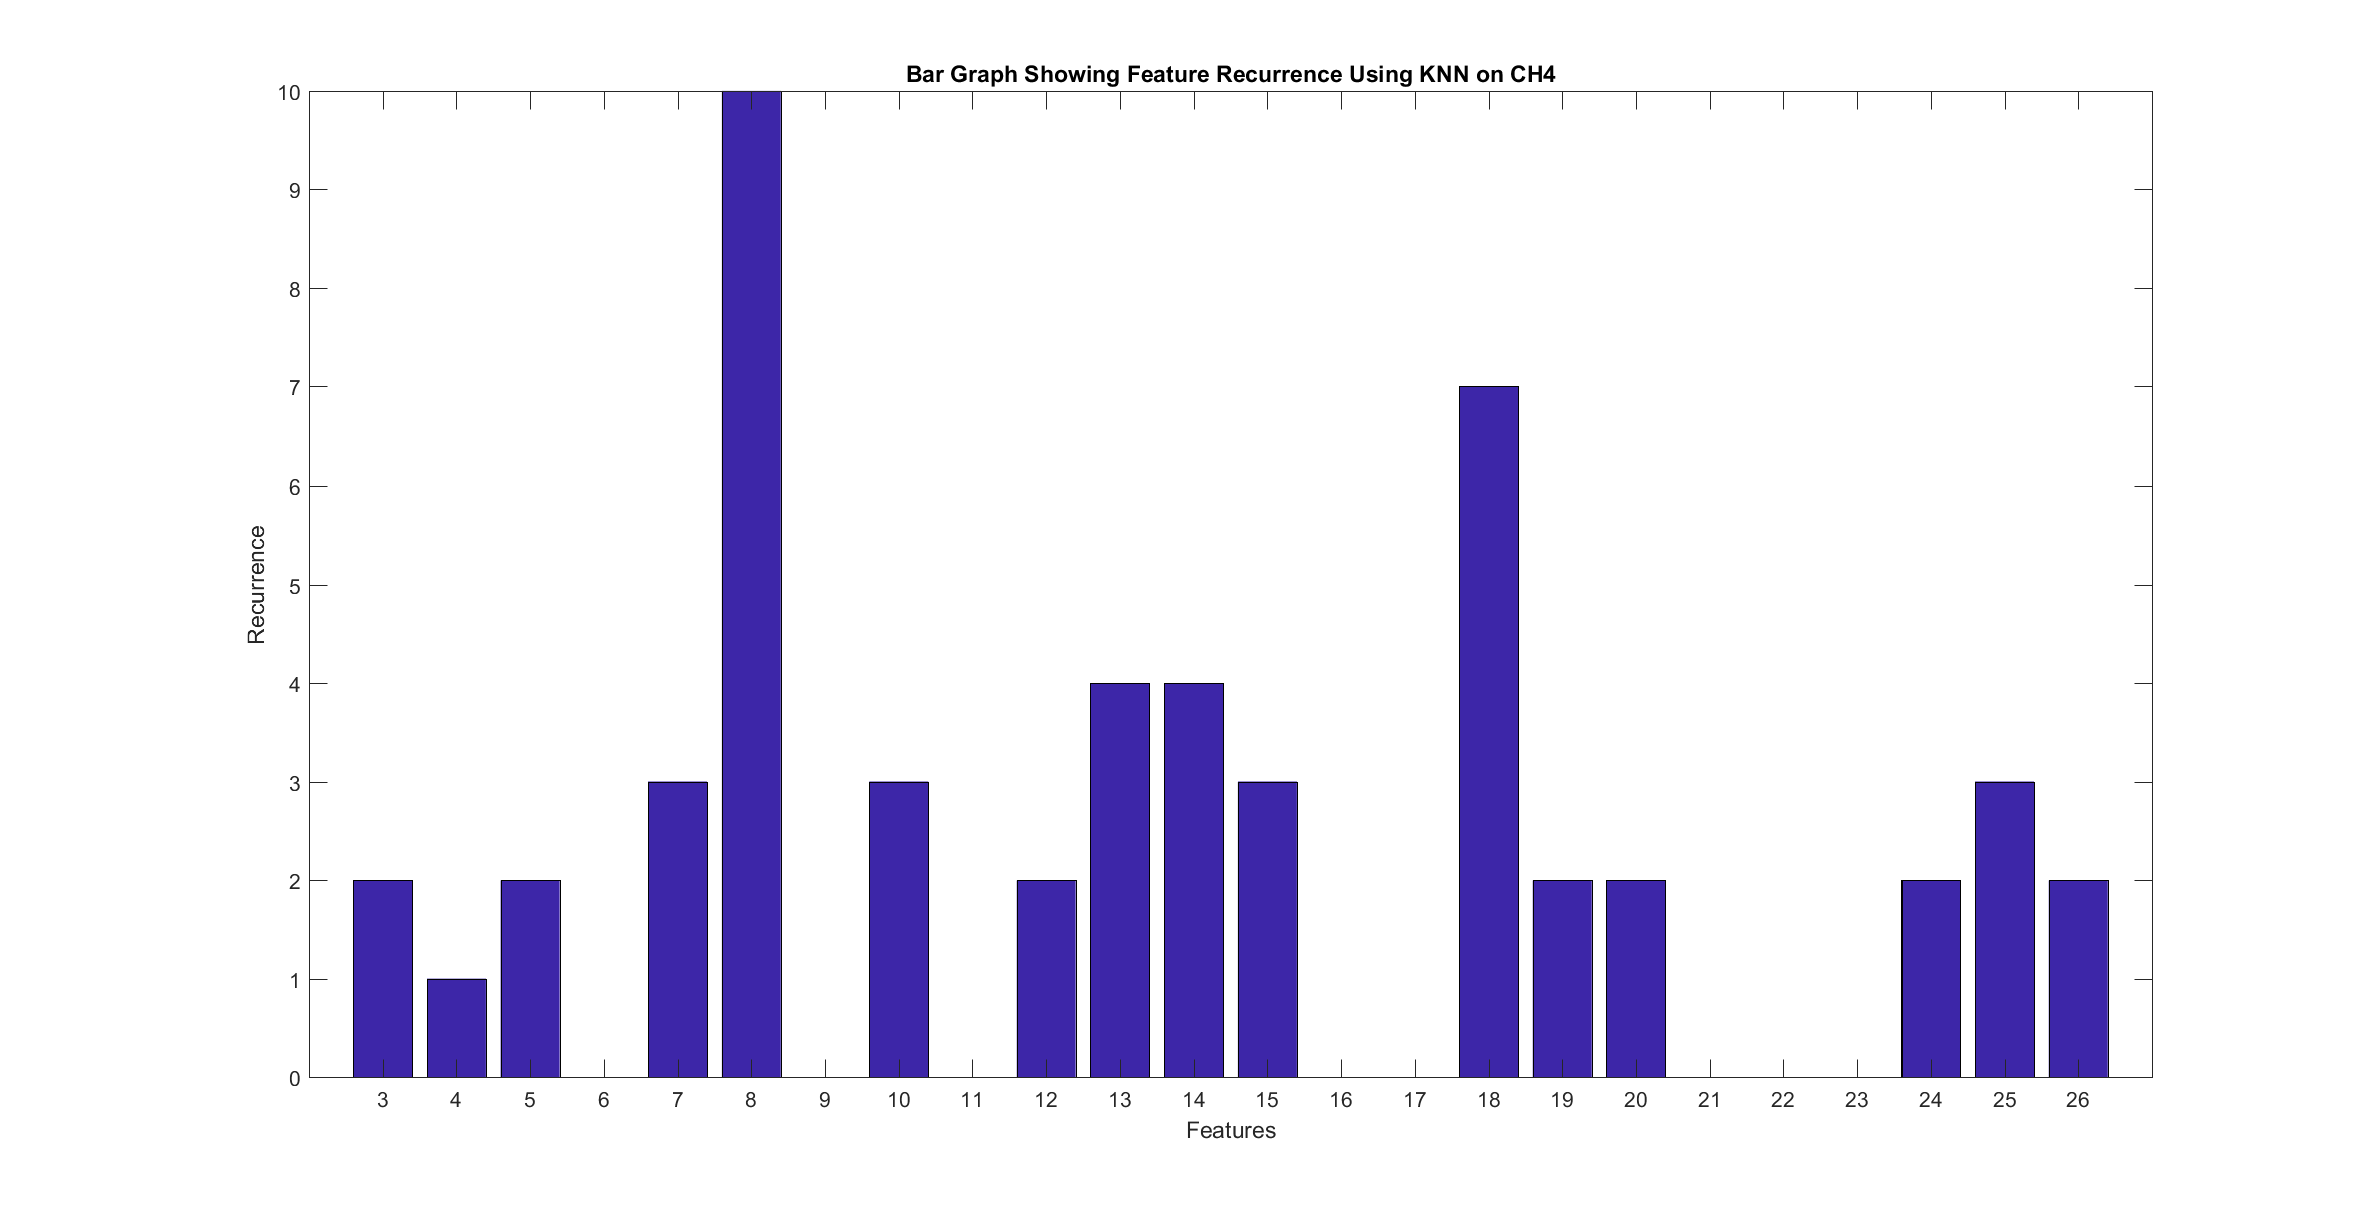 Bar Graph Showing Feature Recurrence Using KNN on CH4
10
9
8
7
6
5
4
3
2
1
0
Recurrence
3 4 5 6 7 8 9 10 11 12 13 14 15 16 17 18 19 20 21 22 23 24 25 26
Features